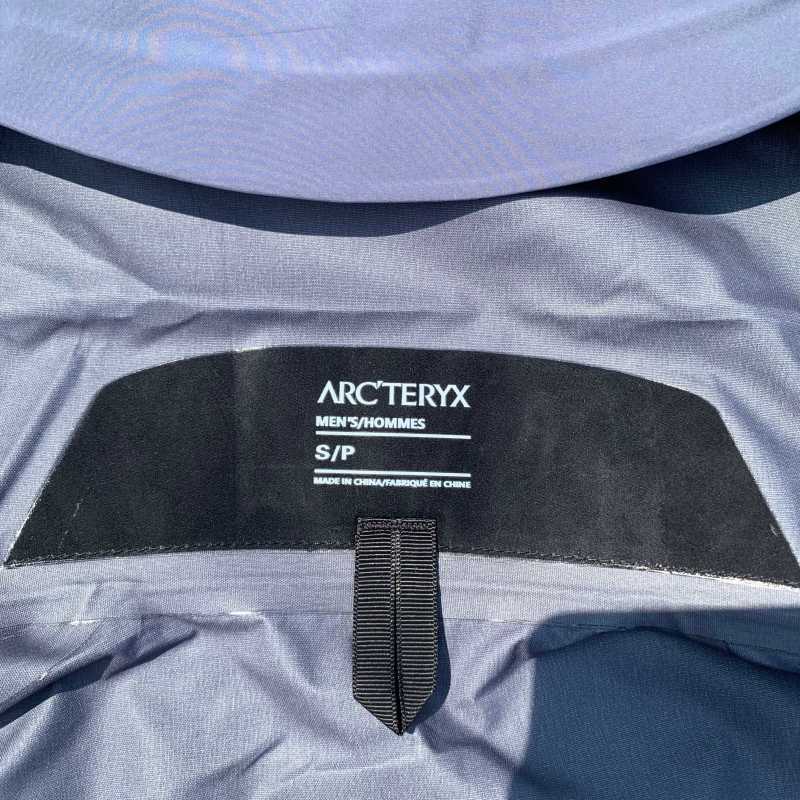 ARC'TERYX
MEN'S/HOMMES
S/P
MADE IN CHINA/FABRIQUÉ EN CHINE